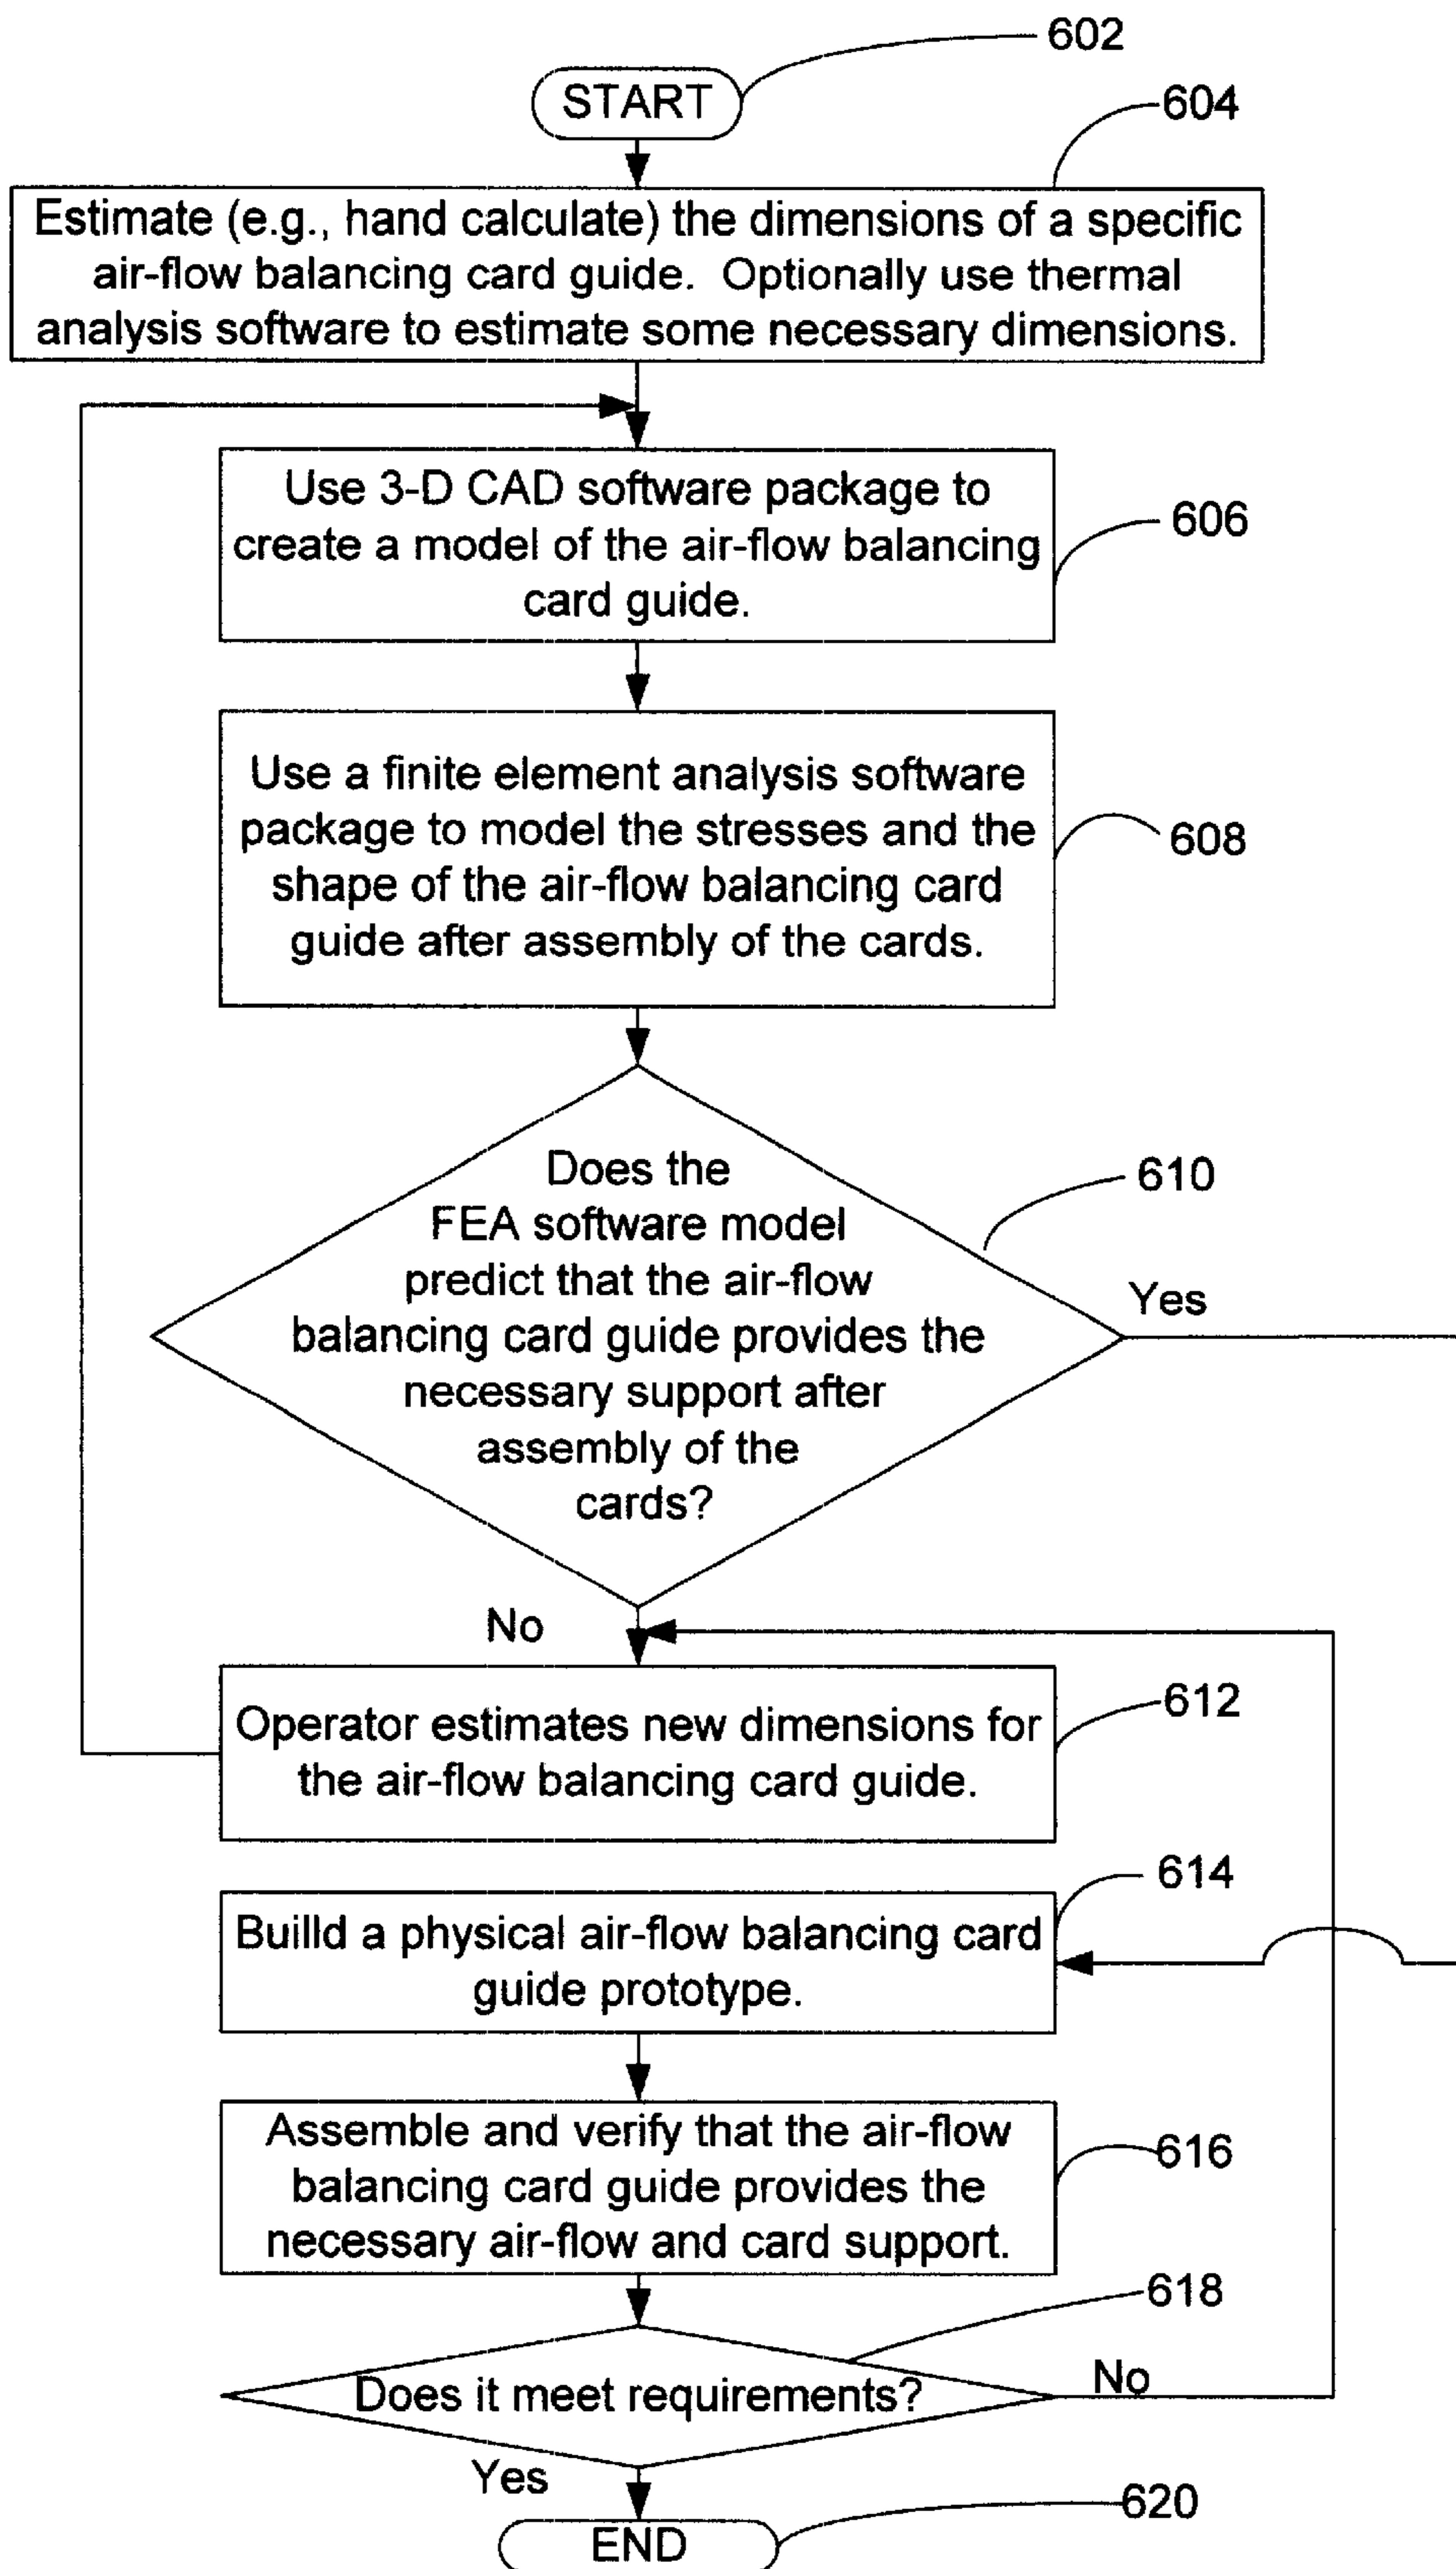 602
START
604
Estimate (e.g., hand calculate) the dimensions of a specific
air-flow balancing card guide. Optionally use thermal
analysis software to estimate some necessary dimensions.
Use 3-D CAD software package to
create a model of the air-flow balancing
card guide.
606
Use a finite element analysis software
package to model the stresses and the
shape of the air-flow balancing card
guide after assembly of the cards.
608
Does the
FEA software model
predict that the air-flow
balancing card guide provides the
necessary support after
assembly of the
cards?
610
Yes
No
Operator estimates new dimensions for
the air-flow balancing card guide.
612
614
Builld a physical air-flow balancing card
guide prototype.
Assemble and verify that the air-flow
balancing card guide provides the
necessary air-flow and card support.
616
618
Does it meet requirements?
No
Yes
620
END